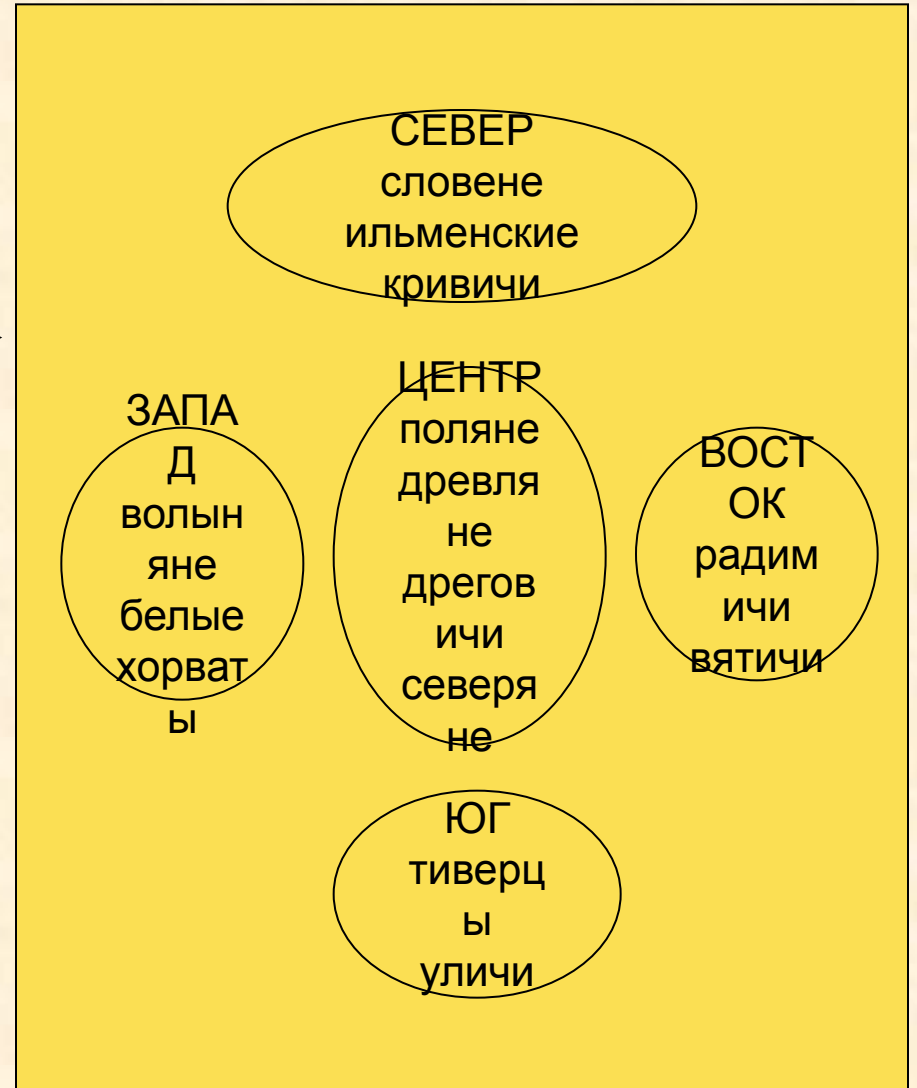 СЕВЕР
словене
ильменские
кривичи
ЗАПА
Д
волын
яне
белые
хорват
ы
ЦЕНТР
поляне
древля
не
дрегов
ичи
северя
не
ВОСТ
ОК
радим
ичи
вятичи
ЮГ
тиверц
ы
уличи